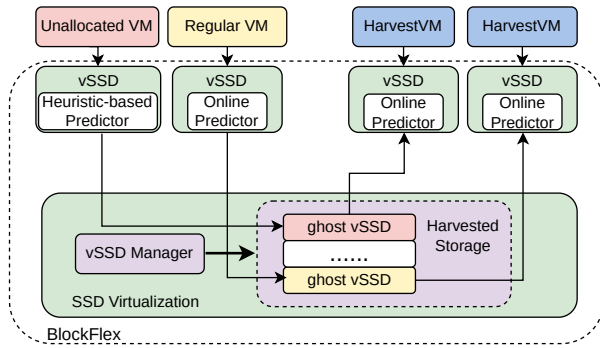 Unallocated VM
Regular VM
HarvestVM
HarvestVM
vSSD
Heuristic-based
Predictor
vSSD
Online
Predictor
vSSD
Online
Predictor
vSSD
Online
Predictor
ghost vSSD
......
ghost vSSD
Harvested
Storage
vSSD Manager
SSD Virtualization
BlockFlex